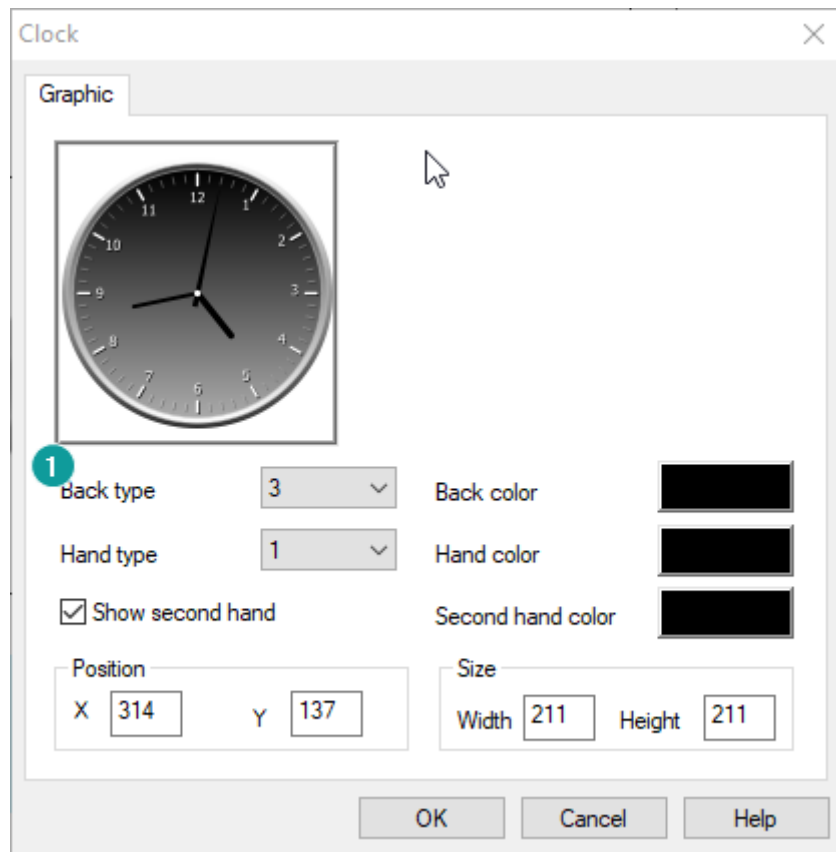 Clock
Graphic
12
11 1
10 2
9 3
8 4
7 5
6
1
Back type 3 Back color
Hand type 1 Hand color
Show second hand Second hand color
Position Size
X 314 Y 137 Width 211 Height 211
OK Cancel Help